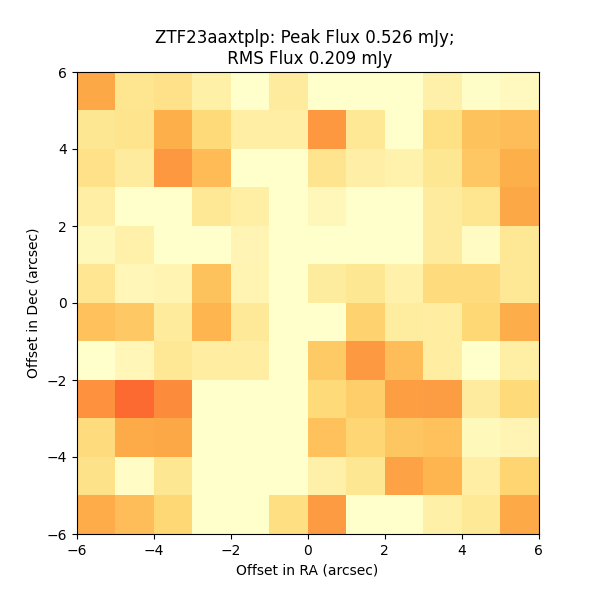 ZTF23aaxtplp: Peak Flux 0.526 mJy;
RMS Flux 0.209 mJy
6
4
2
0
−2
−4
−6
Offset in Dec (arcsec)
−6 −4 −2 0 2 4 6
Offset in RA (arcsec)